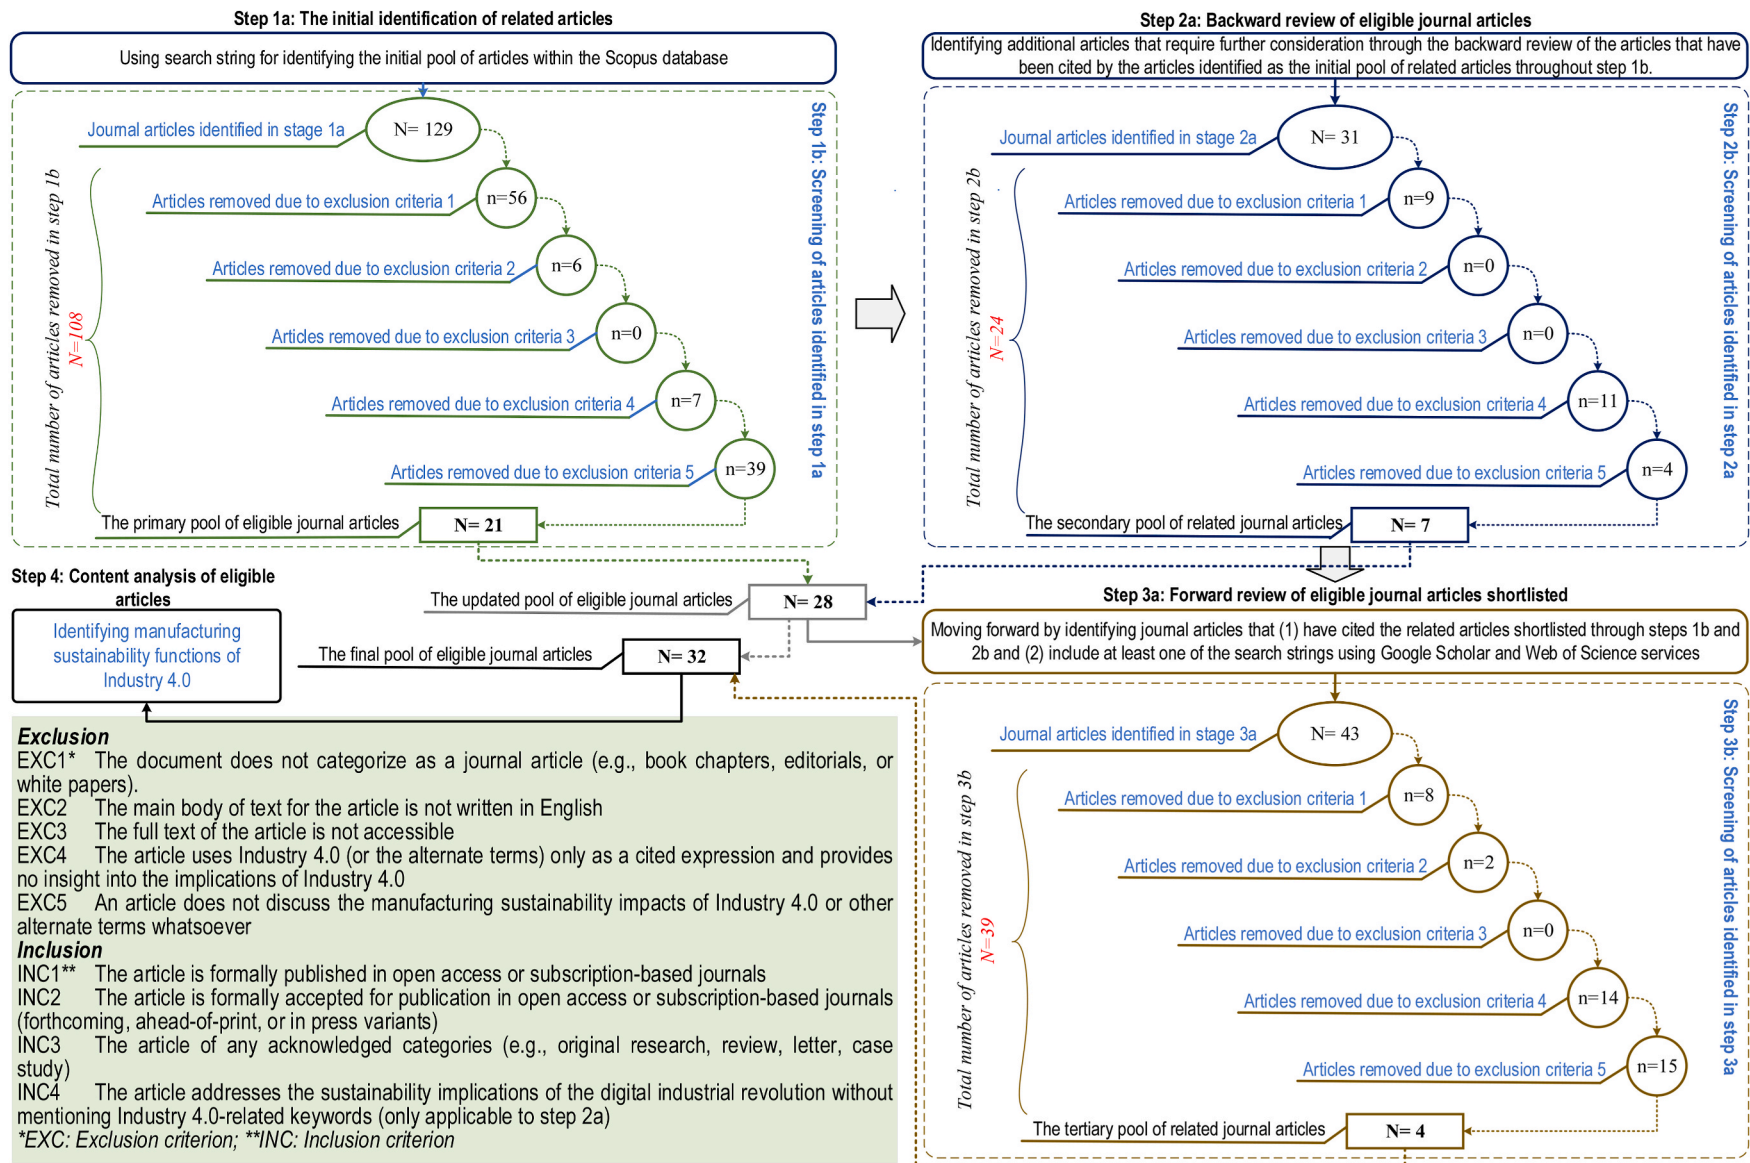 Step 1a: The initial identification of related articles
Using search string for identifying the initial pool of articles within the Scopus database
Journal articles identified in stage 1a
N= 129
Articles removed due to exclusion criteria 1
n=56
Articles removed due to exclusion criteria 2
n=6
Articles removed due to exclusion criteria 3
n=0
Articles removed due to exclusion criteria 4
n=7
Articles removed due to exclusion criteria 5
n=39
Total number of articles removed in step 1b
N=108
Step 1b: Screening of articles identified in step 1a
The primary pool of eligible journal articles
N= 21
Step 2a: Backward review of eligible journal articles
Identifying additional articles that require further consideration through the backward review of the articles that have
been cited by the articles identified as the initial pool of related articles throughout step 1b.
Journal articles identified in stage 2a
N= 31
Articles removed due to exclusion criteria 1
n=9
Articles removed due to exclusion criteria 2
n=0
Articles removed due to exclusion criteria 3
n=0
Articles removed due to exclusion criteria 4
n=11
Articles removed due to exclusion criteria 5
n=4
Total number of articles removed in step 2b
N=24
Step 2b: Screening of articles identified in step 2a
The secondary pool of related journal articles
N= 7
The updated pool of eligible journal articles
N= 28
The final pool of eligible journal articles
N= 32
Step 3a: Forward review of eligible journal articles shortlisted
Moving forward by identifying journal articles that (1) have cited the related articles shortlisted through steps 1b and
2b and (2) include at least one of the search strings using Google Scholar and Web of Science services
Journal articles identified in stage 3a
N= 43
Articles removed due to exclusion criteria 1
n=8
Articles removed due to exclusion criteria 2
n=2
Articles removed due to exclusion criteria 3
n=0
Articles removed due to exclusion criteria 4
n=14
Articles removed due to exclusion criteria 5
n=15
Total number of articles removed in step 3b
N=39
Step 3b: Screening of articles identified in step 3a
The tertiary pool of related journal articles
N= 4
Step 4: Content analysis of eligible
articles
Identifying manufacturing
sustainability functions of
Industry 4.0
Exclusion
EXC1* The document does not categorize as a journal article (e.g., book chapters, editorials, or
white papers).
EXC2 The main body of text for the article is not written in English
EXC3 The full text of the article is not accessible
EXC4 The article uses Industry 4.0 (or the alternate terms) only as a cited expression and provides
no insight into the implications of Industry 4.0
EXC5 An article does not discuss the manufacturing sustainability impacts of Industry 4.0 or other
alternate terms whatsoever
Inclusion
INC1** The article is formally published in open access or subscription-based journals
INC2 The article is formally accepted for publication in open access or subscription-based journals
(forthcoming, ahead-of-print, or in press variants)
INC3 The article of any acknowledged categories (e.g., original research, review, letter, case
study)
INC4 The article addresses the sustainability implications of the digital industrial revolution without
mentioning Industry 4.0-related keywords (only applicable to step 2a)
*EXC: Exclusion criterion; **INC: Inclusion criterion